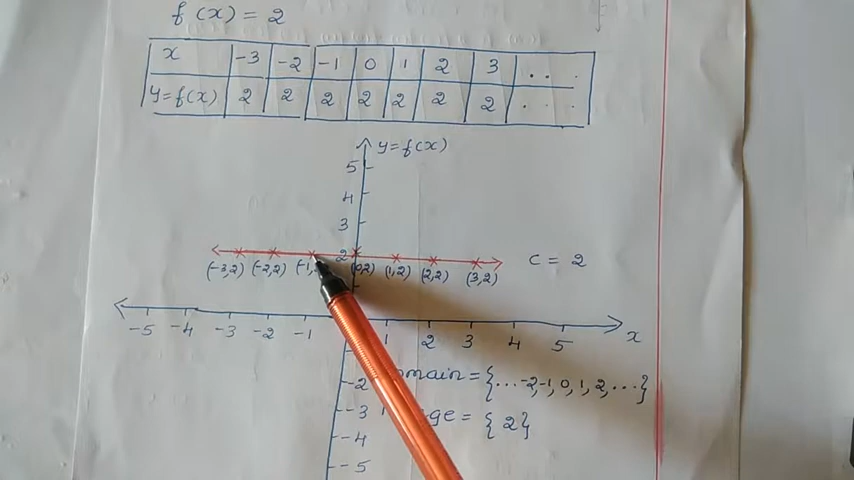 f(x) = 2
x -3 -2 -1 0 1 2 3 . . .
y=f(x) 2 2 2 2 2 2 2 . . .
y=f(x)
5
4
3
2
(-3,2) (-2,2) (-1, (0,2) (1,2) (2,2) (3,2)
C = 2
-5 -4 -3 -2 -1 1 2 3 4 5 x
-2
={...-2,-1,0,1,2,...}
-3
= {2}
-4
-5